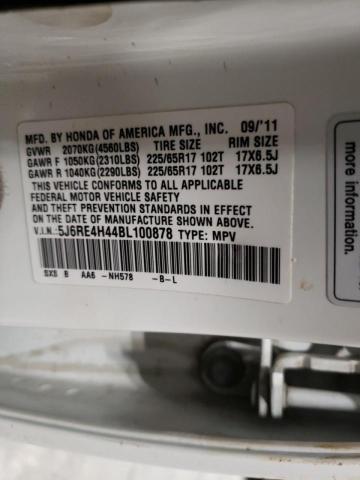 MFD. BY HONDA OF AMERICA MFG., INC. 09/'11
GVWR 2070KG(4560LBS) TIRE SIZE RIM SIZE
GAWR F 1050KG(2310LBS) 225/65R17 102T 17X6.5J
GAWR R 1040KG(2290LBS) 225/65R17 102T 17X6.5J
THIS VEHICLE CONFORMS TO ALL APPLICABLE
FEDERAL MOTOR VEHICLE SAFETY
AND THEFT PREVENTION STANDARDS IN EFFECT ON
THE DATE OF MANUFACTURE SHOWN ABOVE.
V.I.N.:5J6RE4H44BL100878 TYPE: MPV
SXS B AA6 -NH578 -B-L